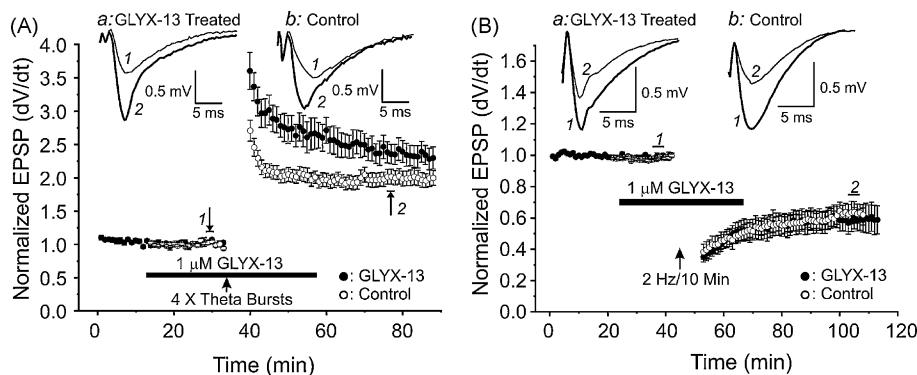 (A)
a: GLYX-13 Treated
b: Control
1
2
0.5 mV
5 ms
1
2
0.5 mV
5 ms
Normalized EPSP (dV/dt)
4.0
3.5
3.0
2.5
2.0
1.5
1.0
0.5
0.0
1
2
1 μM GLYX-13
4 X Theta Bursts
●: GLYX-13
○: Control
0 20 40 60 80
Time (min)
(B)
a: GLYX-13 Treated
b: Control
2
1
0.5 mV
5 ms
2
1
0.5 mV
5 ms
Normalized EPSP (dV/dt)
1.6
1.4
1.2
1.0
0.8
0.6
0.4
0.2
0.0
1
2
1 μM GLYX-13
2 Hz/10 Min
●: GLYX-13
○: Control
0 20 40 60 80 100 120
Time (min)